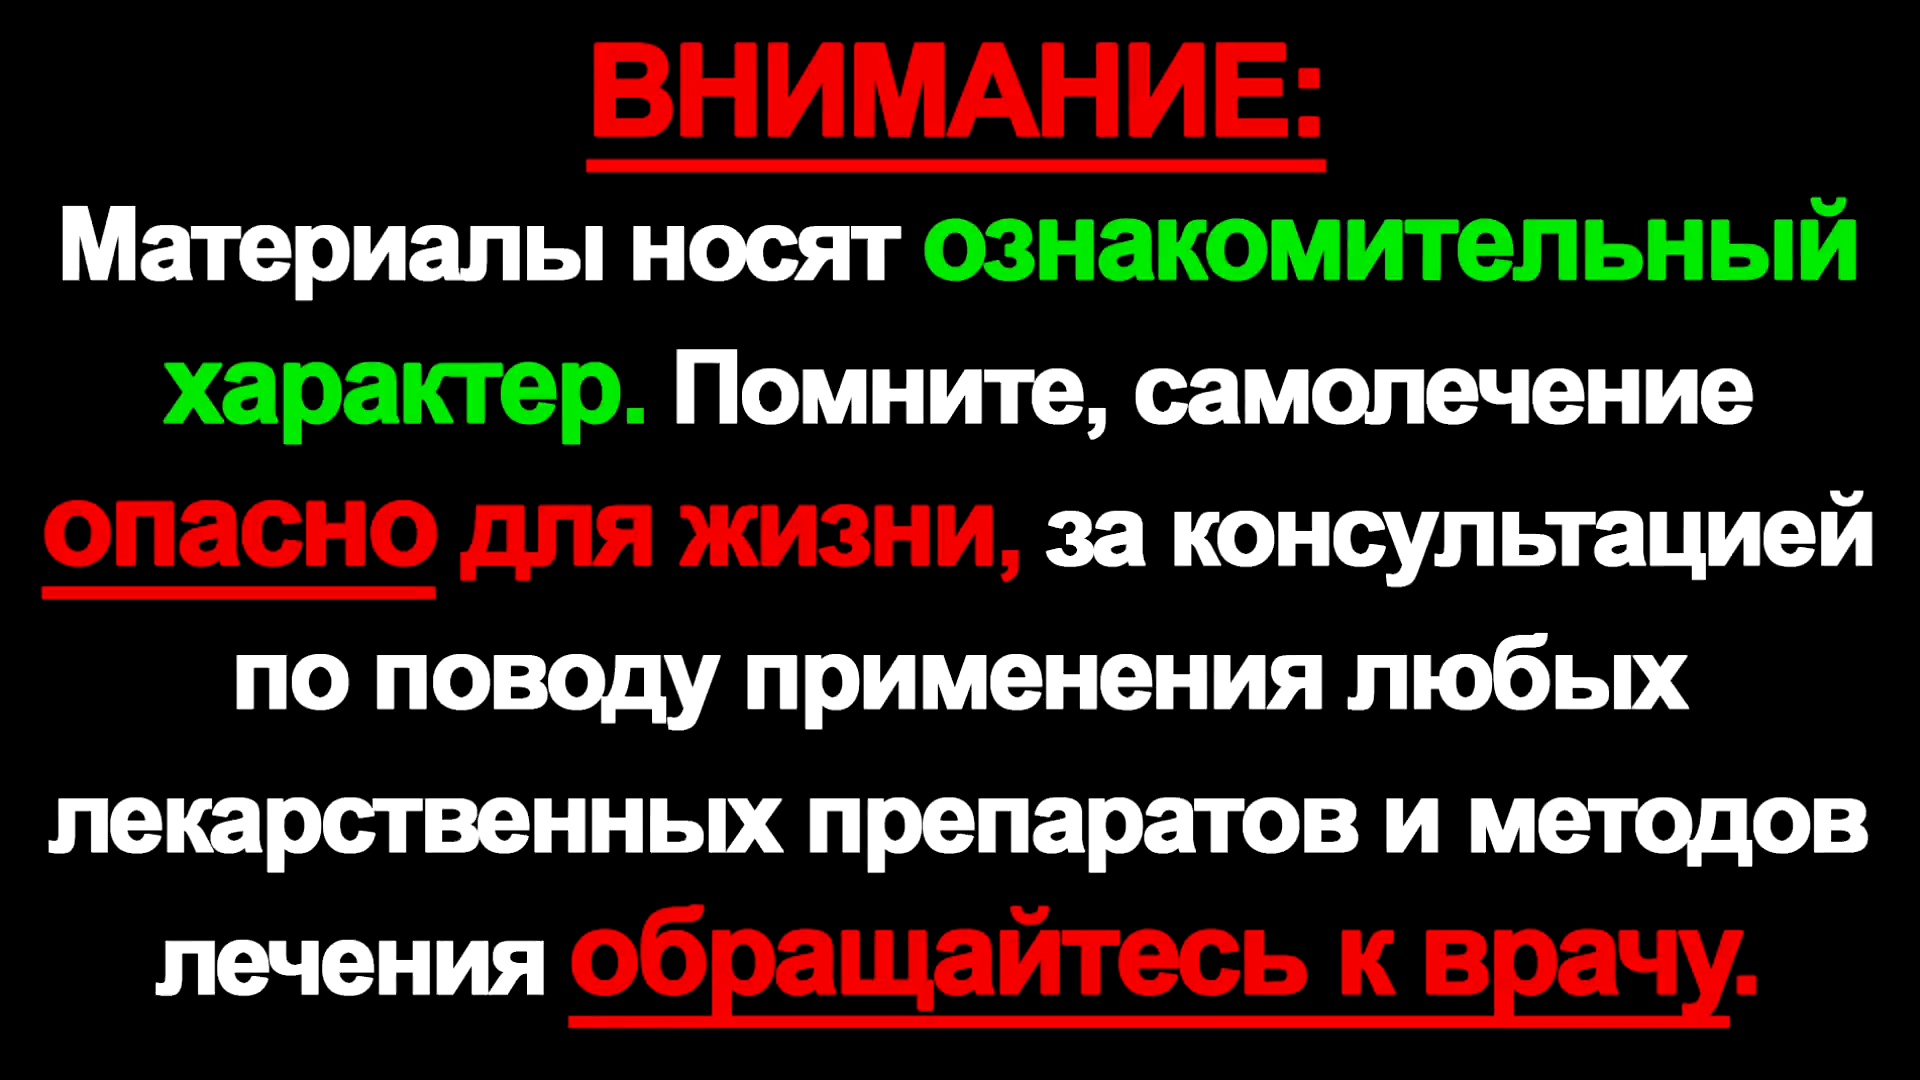 ВНИМАНИЕ:
Материалы носят ознакомительный
характер. Помните, самолечение
опасно для жизни, за консультацией
по поводу применения любых
лекарственных препаратов и методов
лечения обращайтесь к врачу.